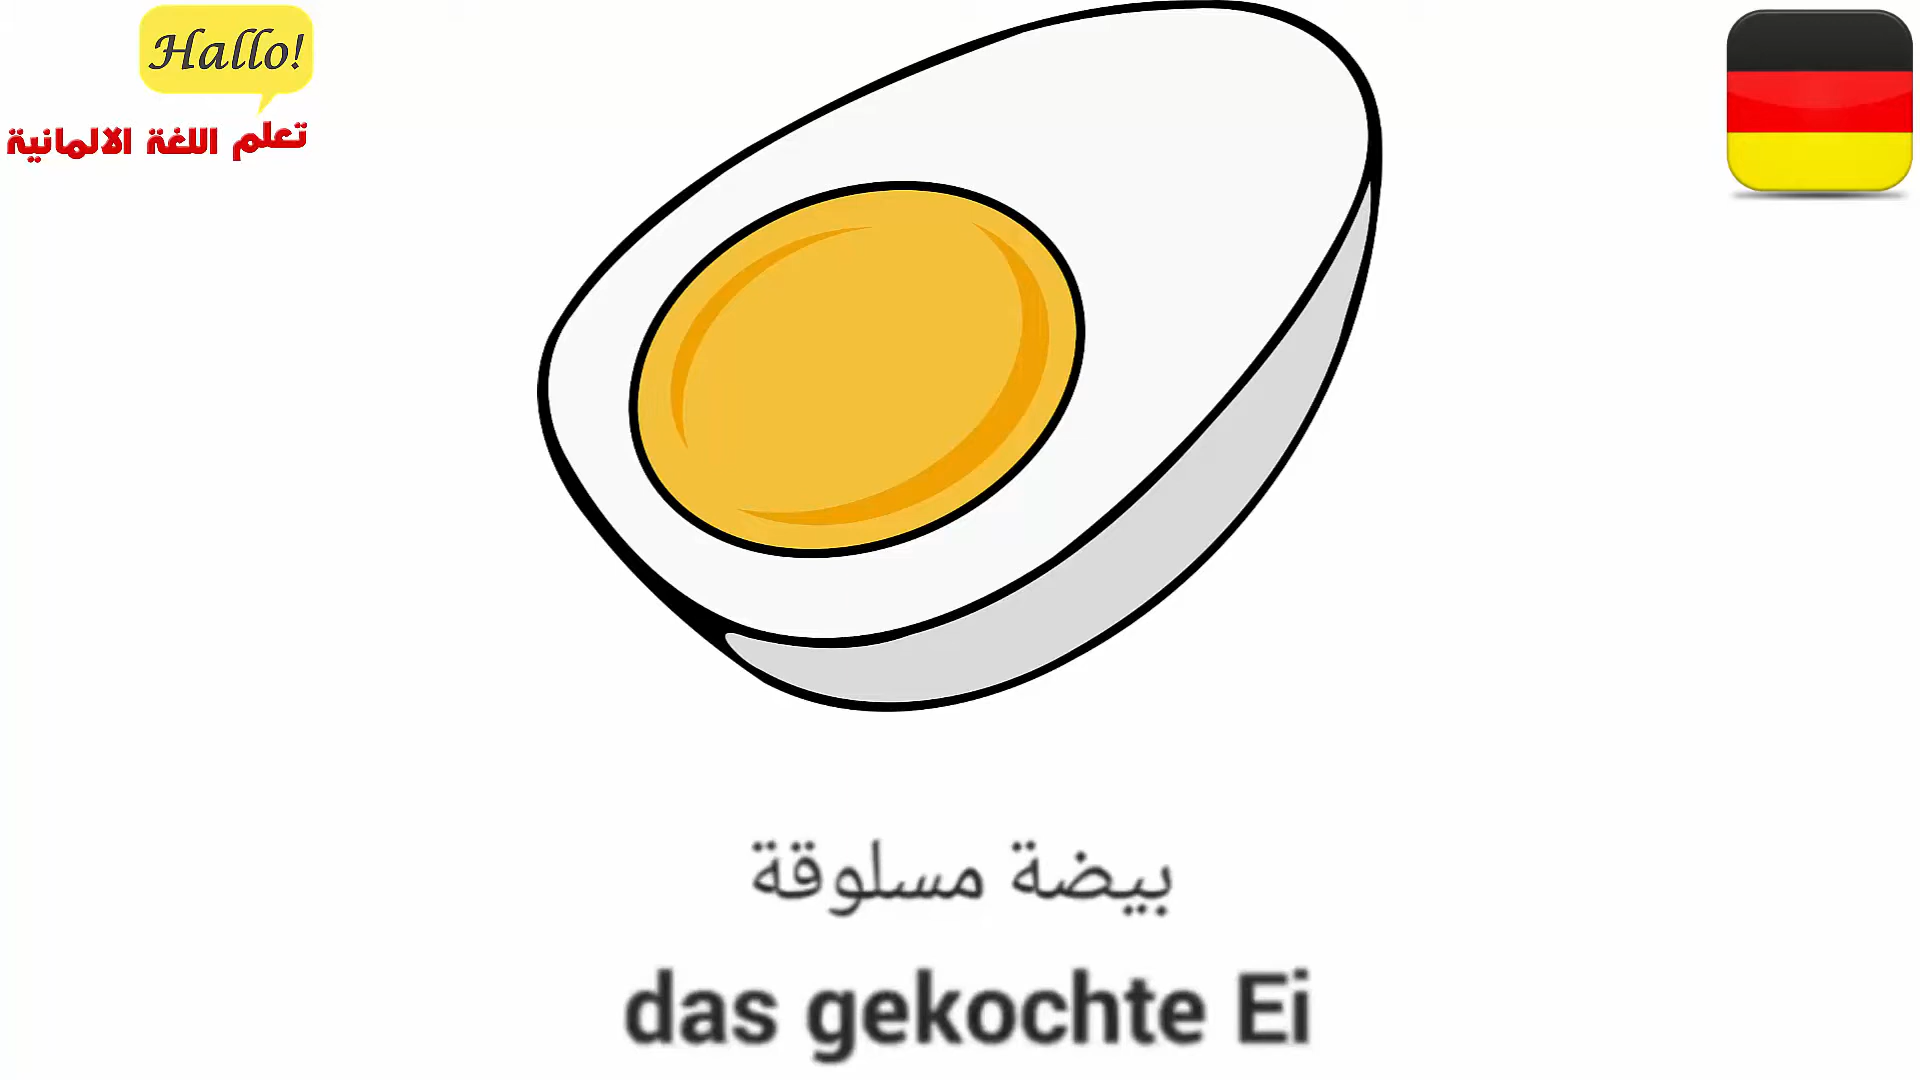 Hallo!
تعلم اللغة الالمانية
بيضة مسلوقة
das gekochte Ei